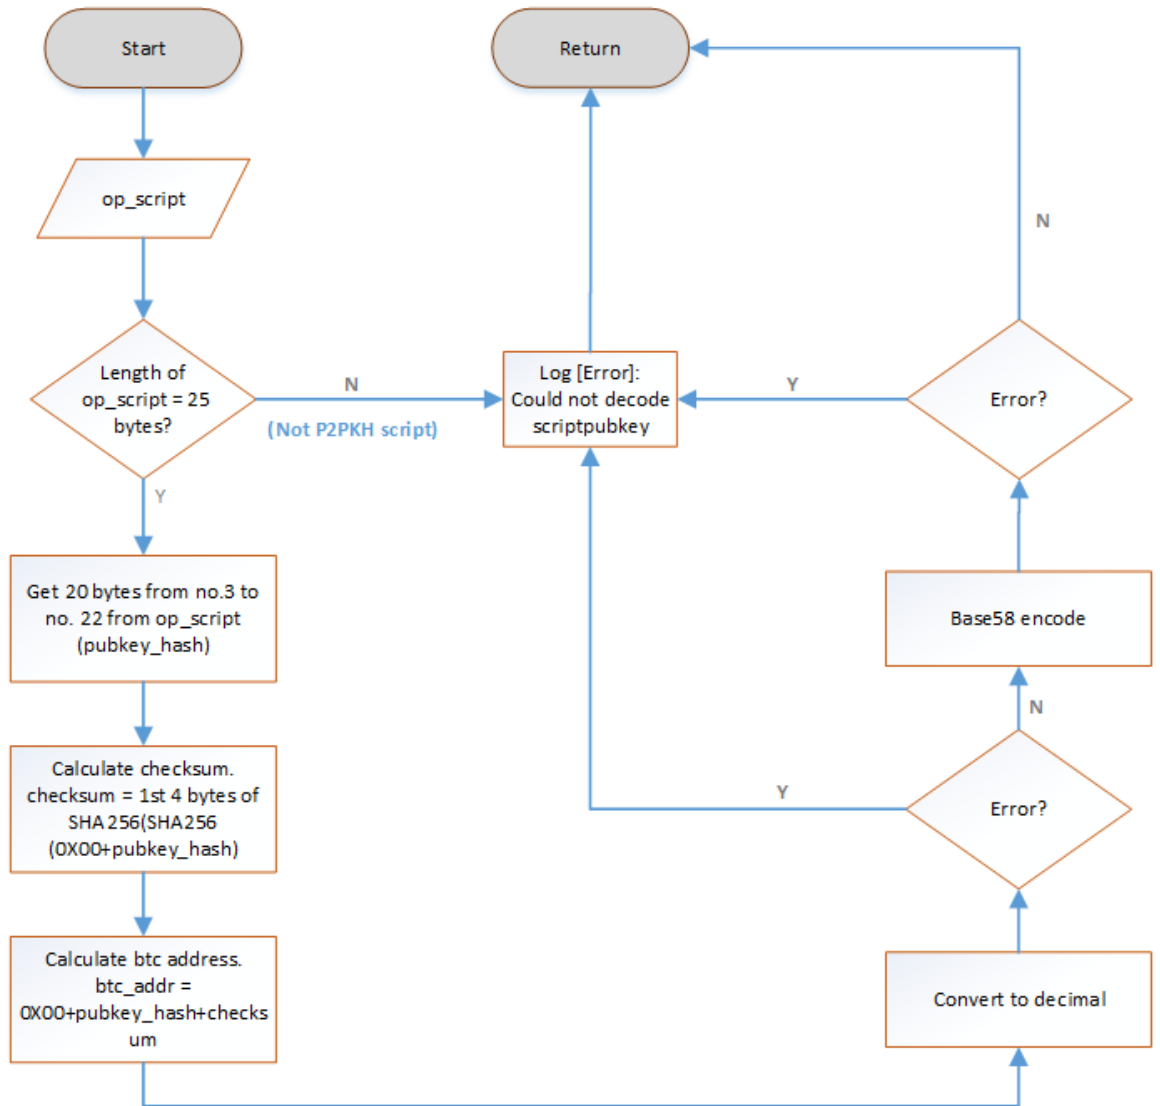 Start
Return
op_script
N
Length of
op_script = 25
bytes?
N
(Not P2PKH script)
Log [Error]:
Could not decode
scriptpubkey
Y
Error?
Y
Get 20 bytes from no.3 to
no. 22 from op_script
(pubkey_hash)
Base58 encode
N
Calculate checksum.
checksum = 1st 4 bytes of
SHA256(SHA256
(0X00+pubkey_hash)
Y
Error?
Calculate btc address.
btc_addr =
0X00+pubkey_hash+checks
um
Convert to decimal